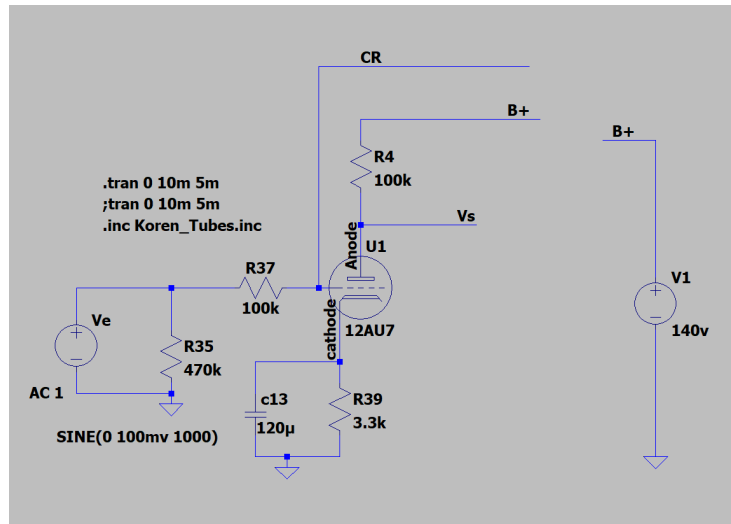 CR
B+
B+
R4
100k
.tran 0 10m 5m
;tran 0 10m 5m
.inc Koren_Tubes.inc
Vs
Anode
U1
R37
100k
V1
140v
Ve
R35
470k
12AU7
cathode
AC 1
c13
120µ
R39
3.3k
SINE(0 100mv 1000)